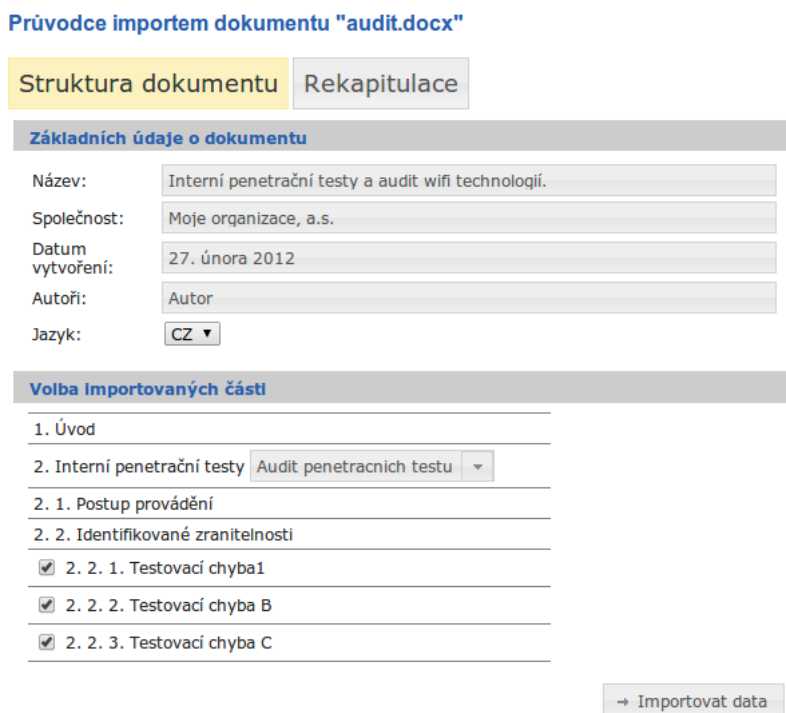 Průvodce importem dokumentu "audit.docx"
Struktura dokumentu Rekapitulace
Základních údaje o dokumentu
Název: Interní penetrační testy a audit wifi technologií.
Společnost: Moje organizace, a.s.
Datum vytvoření: 27. února 2012
Autoři: Autor
Jazyk: CZ
Volba importovaných části
1. Úvod
2. Interní penetrační testy Audit penetracnich testu
2. 1. Postup provádění
2. 2. Identifikované zranitelnosti
2. 2. 1. Testovací chyba1
2. 2. 2. Testovací chyba B
2. 2. 3. Testovací chyba C
→ Importovat data